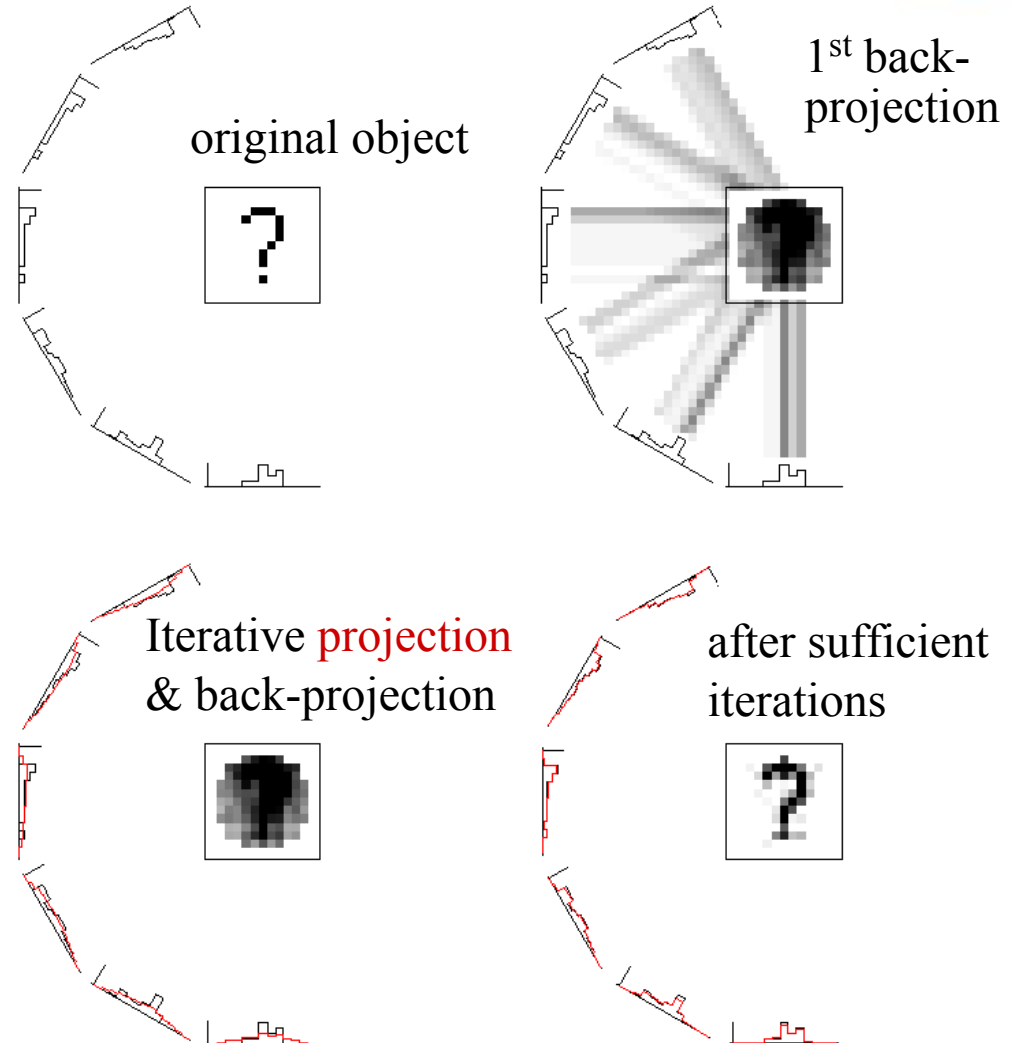 original object
1st back-
projection
?
Iterative projection
& back-projection
after sufficient
iterations
?